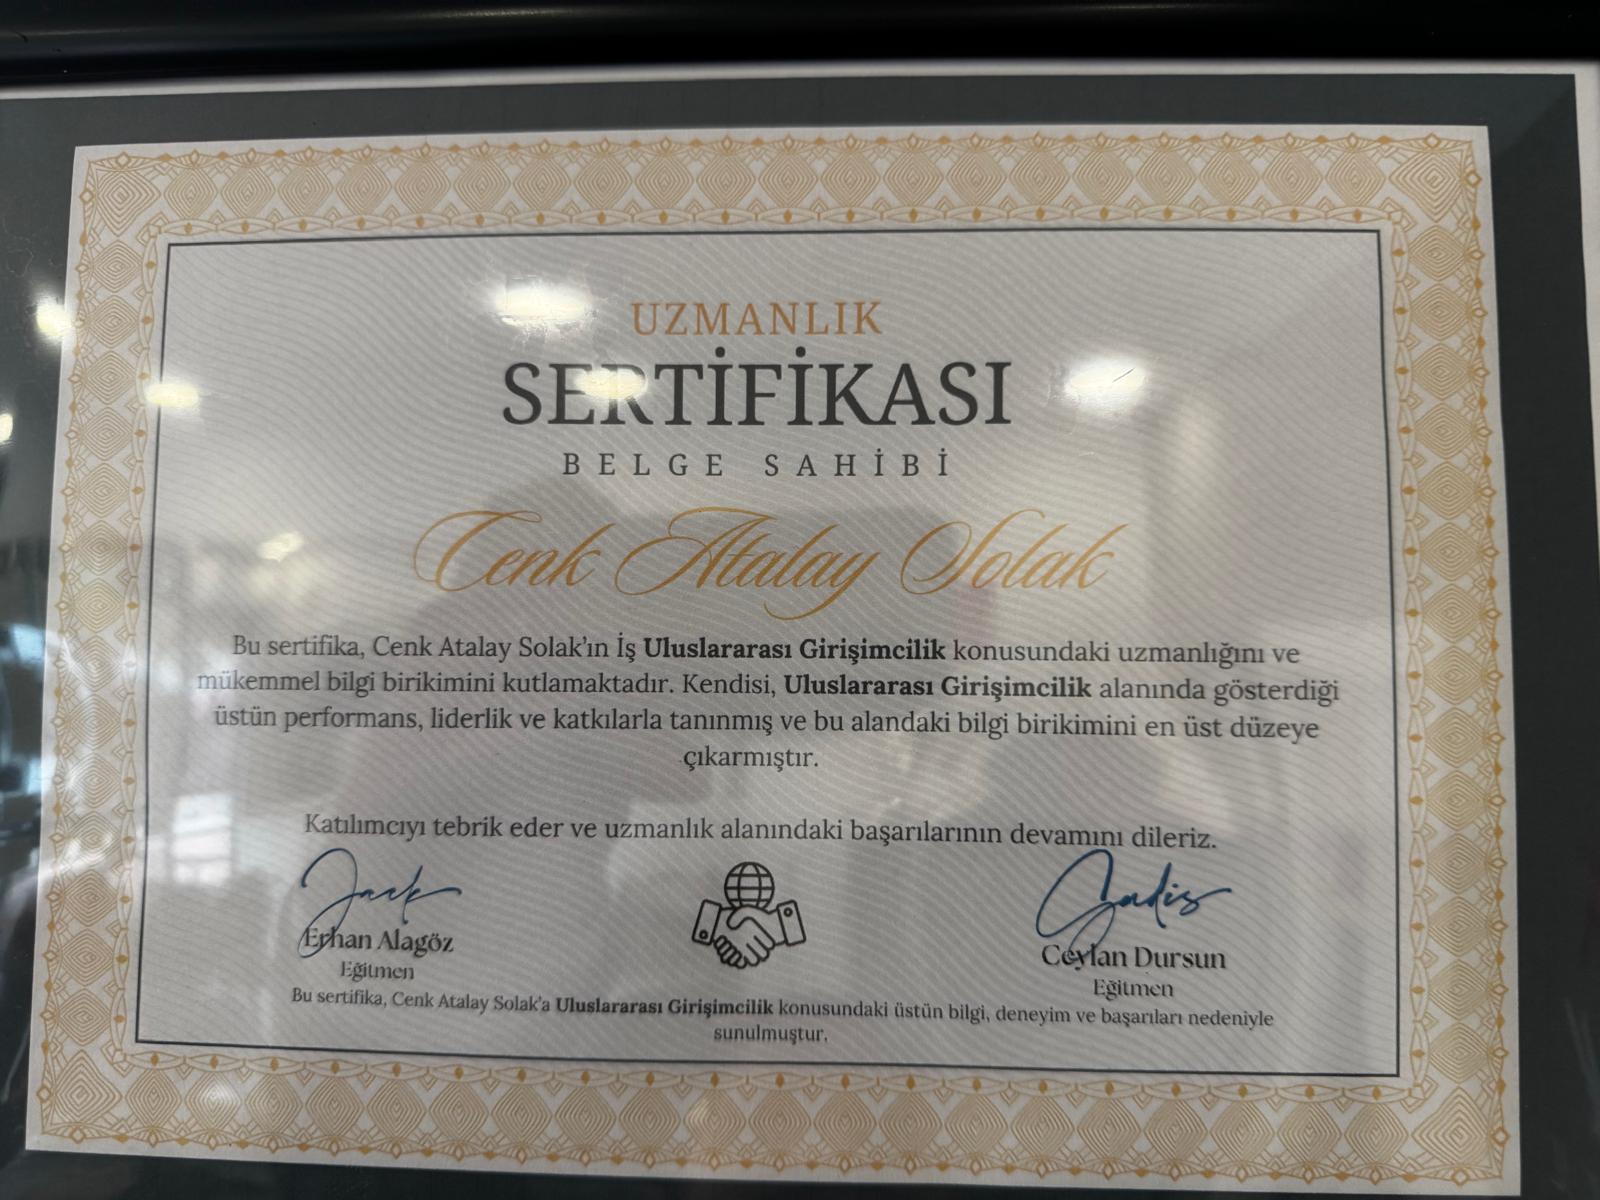 UZMANLIK
SERTİFİKASI
BELGE SAHİBİ
Cenk Atalay Solak
Bu sertifika, Cenk Atalay Solak'ın İş Uluslararası Girişimcilik konusundaki uzmanlığını ve
mükemmel bilgi birikimini kutlamaktadır. Kendisi, Uluslararası Girişimcilik alanında gösterdiği
üstün performans, liderlik ve katkılarla tanınmış ve bu alandaki bilgi birikimini en üst düzeye
çıkarmıştır.
Katılımcıyı tebrik eder ve uzmanlık alanındaki başarılarının devamını dileriz.
Jack
Erhan Alagöz
Eğitmen
Ceylan Dursun
Eğitmen
Bu sertifika, Cenk Atalay Solak'a Uluslararası Girişimcilik konusundaki üstün bilgi, deneyim ve başarıları nedeniyle
sunulmuştur.